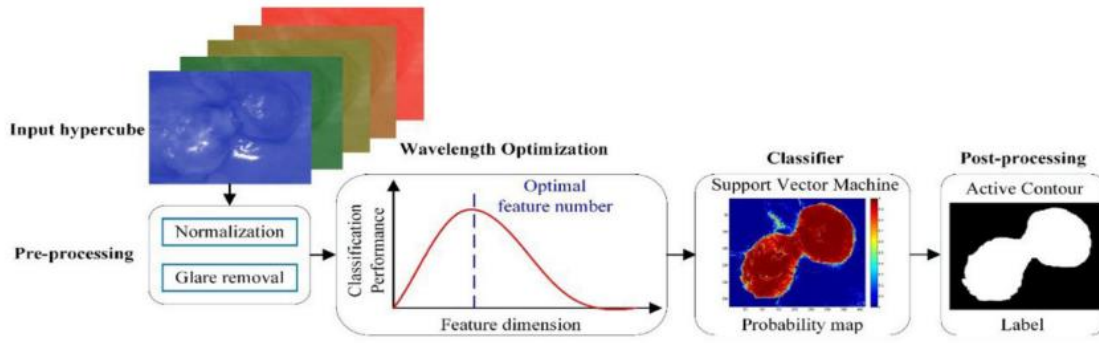 Input hypercube
Wavelength Optimization
Classifier
Post-processing
Pre-processing
Normalization
Glare removal
Classification
Performance
Optimal
feature number
Feature dimension
Support Vector Machine
Probability map
Active Contour
Label